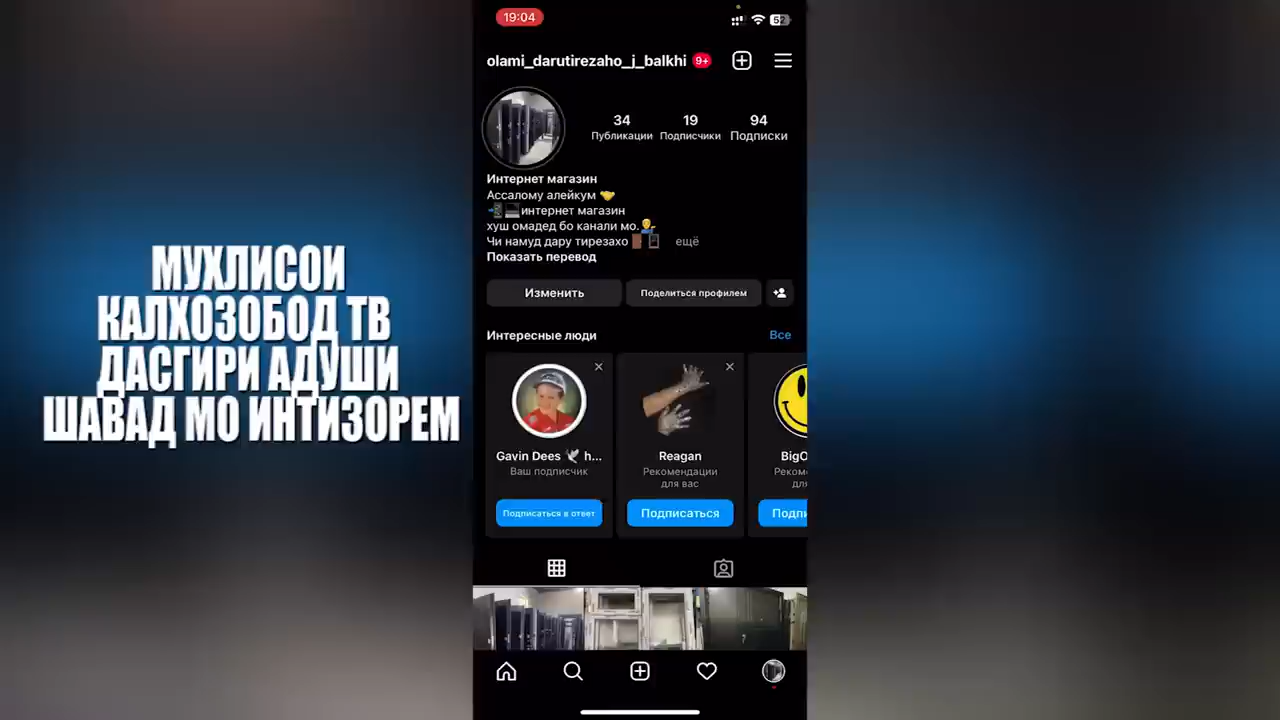 19:04
52
olami_darutirezaho_j_balkhi 9+
34 19 94
Публикации Подписчики Подписки
Интернет магазин
Ассалому алейкум
интернет магазин
хуш омадед бо канали мо.
Чи намуд дару тирезахо ещё
Показать перевод
Изменить Поделиться профилем
Интересные люди Все
Gavin Dees h... Reagan BigO
Ваш подписчик Рекомендации для вас Реком
Подписаться в ответ Подписаться Подпи
МУХЛИСОИ
КАЛХОЗОБОД ТВ
ДАСГИРИ АДУШИ
ШАВАД МО ИНТИЗОРЕМ